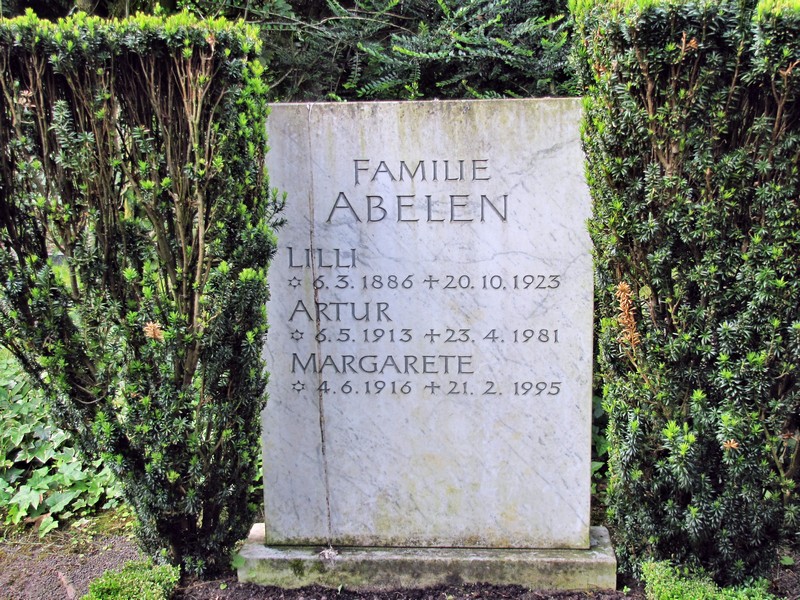 FAMILIE
ABELEN
LILLI
✡ 6.3.1886 + 20.10.1923
ARTUR
✡ 6.5.1913 + 23.4.1981
MARGARETE
✡ 4.6.1916 + 21.2.1995